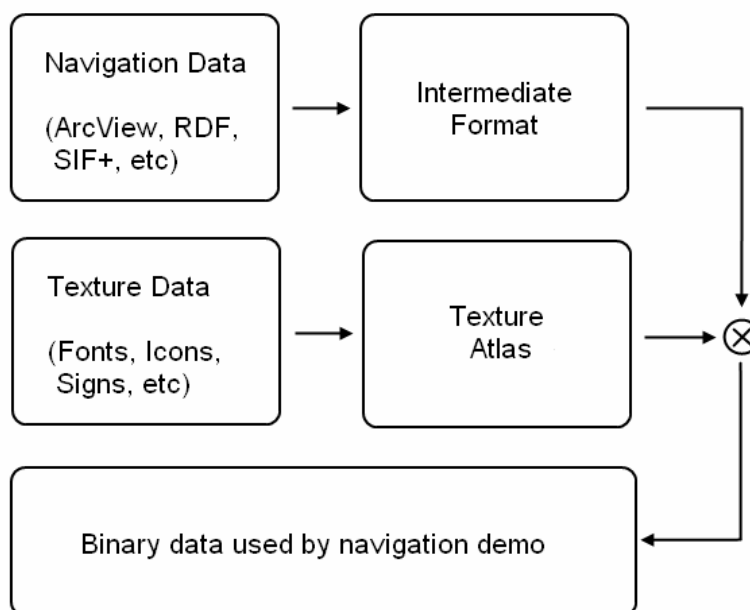 Navigation Data
(ArcView, RDF,
SIF+, etc)
Intermediate
Format
Texture Data
(Fonts, Icons,
Signs, etc)
Texture
Atlas
Binary data used by navigation demo